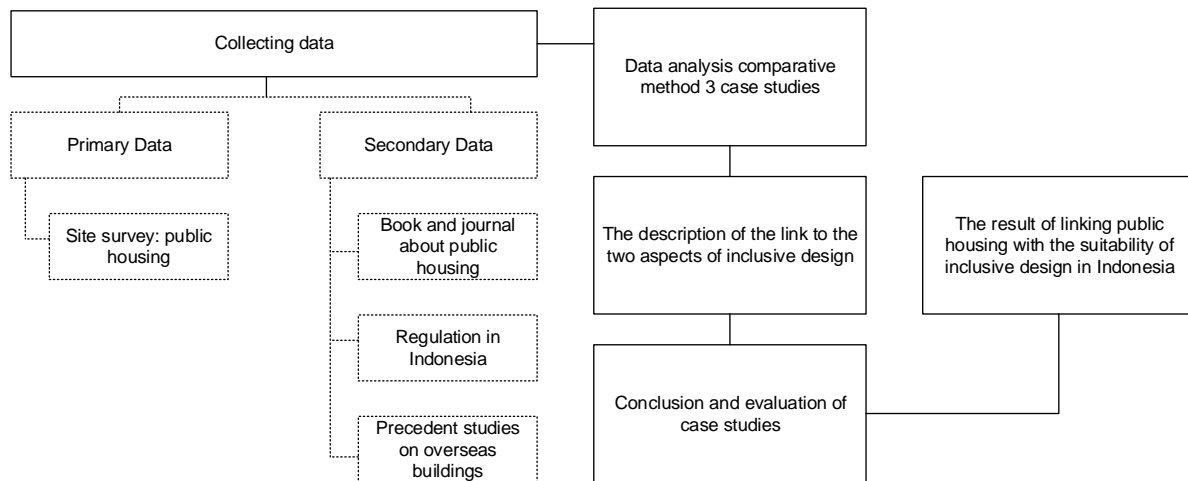 Collecting data
Primary Data
Site survey: public
housing
Secondary Data
Book and journal
about public
housing
Regulation in
Indonesia
Precedent studies
on overseas
buildings
Data analysis comparative
method 3 case studies
The description of the link to the
two aspects of inclusive design
Conclusion and evaluation of
case studies
The result of linking public
housing with the suitability of
inclusive design in Indonesia